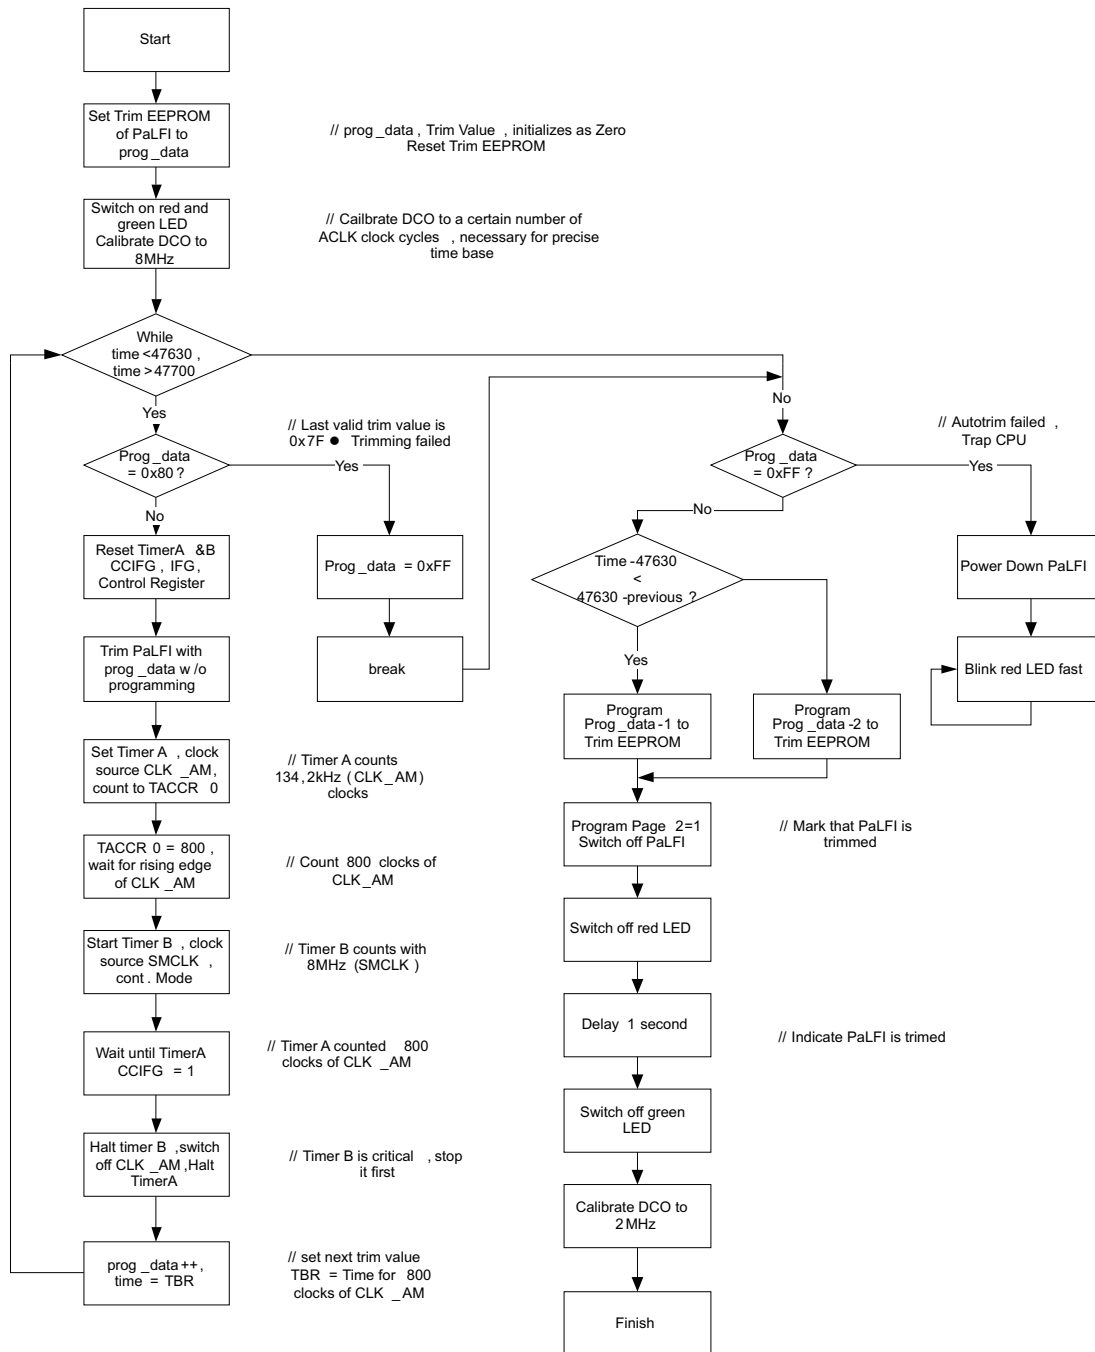 Start
Set Trim EEPROM
of PaLFI to
prog _data
// prog _data , Trim Value , initializes as Zero
Reset Trim EEPROM
Switch on red and
green LED
Calibrate DCO to
8MHz
// Cailbrate DCO to a certain number of
ACLK clock cycles , necessary for precise
time base
While
time <47630 ,
time >47700
Yes
No
Prog _data
= 0x80 ?
// Last valid trim value is
0x7F ● Trimming failed
Yes
No
Reset TimerA &B
CCIFG , IFG ,
Control Register
Prog _data = 0xFF
Trim PaLFI with
prog _data w /o
programming
break
Set Timer A , clock
source CLK _AM,
count to TACCR 0
// Timer A counts
134,2kHz (CLK _AM )
clocks
TACCR 0 = 800 ,
wait for rising edge
of CLK _AM
// Count 800 clocks of
CLK _AM
Start Timer B , clock
source SMCLK ,
cont . Mode
// Timer B counts with
8MHz (SMCLK )
Wait until TimerA
CCIFG = 1
// Timer A counted 800
clocks of CLK _AM
Halt timer B ,switch
off CLK _AM ,Halt
TimerA
// Timer B is critical , stop
it first
prog _data ++,
time = TBR
// set next trim value
TBR = Time for 800
clocks of CLK _AM
Prog _data
= 0xFF ?
// Autotrim failed ,
Trap CPU
Yes
No
Power Down PaLFI
Blink red LED fast
Time -47630
<
47630 -previous ?
Yes
No
Program
Prog _data -1 to
Trim EEPROM
Program
Prog _data -2 to
Trim EEPROM
Program Page 2=1
Switch off PaLFI
// Mark that PaLFI is
trimmed
Switch off red LED
Delay 1 second
// Indicate PaLFI is trimed
Switch off green
LED
Calibrate DCO to
2MHz
Finish